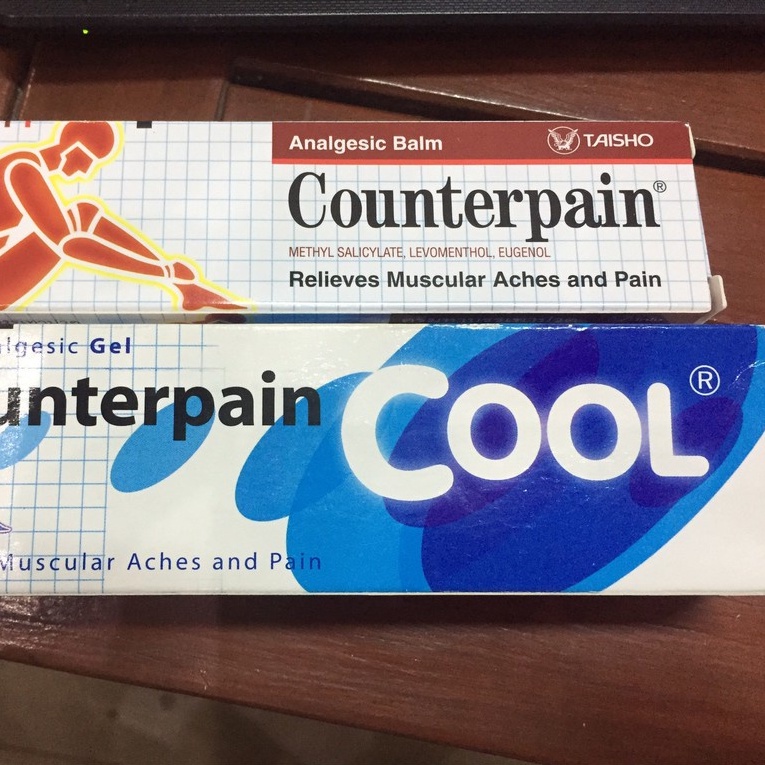 Analgesic Balm
TAISHO
Counterpain®
METHYL SALICYLATE, LEVOMENTHOL, EUGENOL
Relieves Muscular Aches and Pain
lgesic Gel
unterpain COOL®
Muscular Aches and Pain